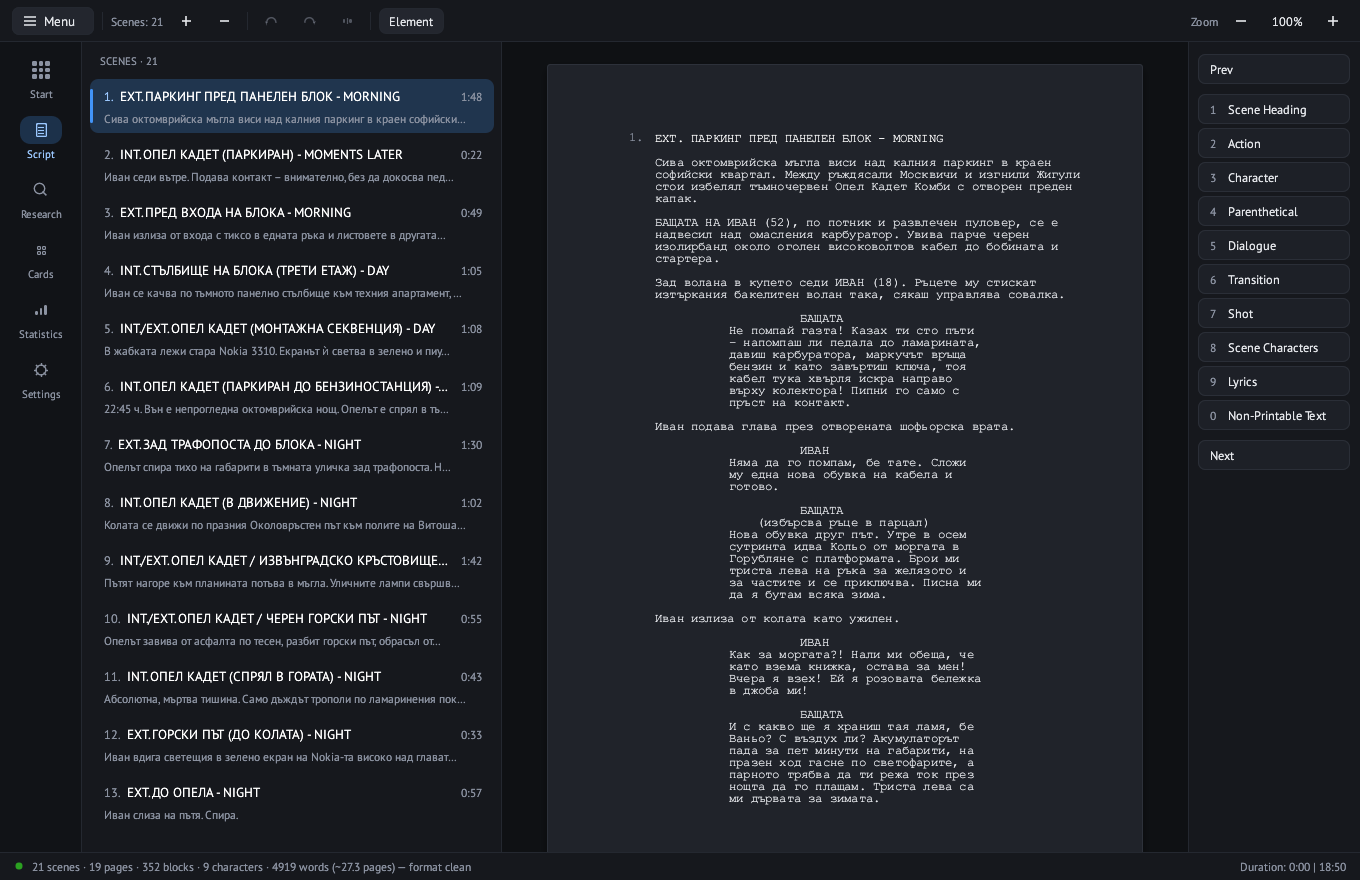 Menu
Scenes: 21
Element
Zoom
100%
Start
Script
Research
Cards
Statistics
Settings
SCENES · 21
1. EXT.ПАРКИНГ ПРЕД ПАНЕЛЕН БЛОК - MORNING 1:48
Сива октомврийска мъгла виси над калния паркинг в краен софийски...
2. INT.ОПЕЛ КАДЕТ (ПАРКИРАН) - MOMENTS LATER 0:22
Иван седи вътре. Подава контакт – внимателно, без да докосва пед...
3. EXT.ПРЕД ВХОДА НА БЛОКА - MORNING 0:49
Иван излиза от входа с тиксо в едната ръка и листовете в другата...
4. INT.СТЪЛБИЩЕ НА БЛОКА (ТРЕТИ ЕТАЖ) - DAY 1:05
Иван се качва по тъмното панелно стълбище към техния апартамент, ...
5. INT./EXT.ОПЕЛ КАДЕТ (МОНТАЖНА СЕКВЕНЦИЯ) - DAY 1:08
В жабката лежи стара Nokia 3310. Екранът ѝ светва в зелено и пиу...
6. INT.ОПЕЛ КАДЕТ (ПАРКИРАН ДО БЕНЗИНОСТАНЦИЯ) -... 1:09
22:45 ч. Вън е непрогледна октомврийска нощ. Опелът е спрял в тъ...
7. EXT.ЗАД ТРАФОПОСТА ДО БЛОКА - NIGHT 1:30
Опелът спира тихо на габарити в тъмната уличка зад трафопоста. Н...
8. INT.ОПЕЛ КАДЕТ (В ДВИЖЕНИЕ) - NIGHT 1:02
Колата се движи по празния Околовръстен път към полите на Витоша...
9. INT./EXT.ОПЕЛ КАДЕТ / ИЗВЪНГРАДСКО КРЪСТОВИЩЕ... 1:42
Пътят нагоре към планината потъва в мъгла. Уличните лампи свършв...
10. INT./EXT.ОПЕЛ КАДЕТ / ЧЕРЕН ГОРСКИ ПЪТ - NIGHT 0:55
Опелът завива от асфалта по тесен, разбит горски път, обрасъл от...
11. INT.ОПЕЛ КАДЕТ (СПРЯЛ В ГОРАТА) - NIGHT 0:43
Абсолютна, мъртва тишина. Само дъждът трополи по ламаринения пок...
12. EXT.ГОРСКИ ПЪТ (ДО КОЛАТА) - NIGHT 0:33
Иван вдига светещия в зелено екран на Nokia-та високо над глават...
13. EXT.ДО ОПЕЛА - NIGHT 0:57
Иван слиза на пътя. Спира.
1. EXT. ПАРКИНГ ПРЕД ПАНЕЛЕН БЛОК – MORNING
Сива октомврийска мъгла виси над калния паркинг в краен
софийски квартал. Между ръждясали Москвичи и изгнили Жигули
стои избелял тъмночервен Опел Кадет Комби с отворен преден
капак.
БАЩАТА НА ИВАН (52), по потник и развлечен пуловер, се е
надвесил над омасления карбуратор. Увива парче черен
изолирбанд около оголен високоволтов кабел до бобината и
стартера.
Зад волана в купето седи ИВАН (18). Ръцете му стискат
изтъркания бакелитен волан така, сякаш управлява совалка.
БАЩАТА
Не помпай газта! Казах ти сто пъти
– напомпаш ли педала до ламарината,
давиш карбуратора, маркучът връща
бензин и като завъртиш ключа, тоя
кабел тука хвърля искра направо
върху колектора! Пипни го само с
пръст на контакт.
Иван подава глава през отворената шофьорска врата.
ИВАН
Няма да го помпам, бе тате. Сложи
му една нова обувка на кабела и
готово.
БАЩАТА
(избърсва ръце в парцал)
Нова обувка друг път. Утре в осем
сутринта идва Кольо от моргата в
Горубляне с платформата. Брои ми
триста лева на ръка за желязото и
за частите и се приключва. Писна ми
да я бутам всяка зима.
Иван излиза от колата като ужилен.
ИВАН
Как за моргата?! Нали ми обеща, че
като взема книжка, остава за мен!
Вчера я взех! Ей я розовата бележка
в джоба ми!
БАЩАТА
И с какво ще я храниш тая ламя, бе
Ваньо? С въздух ли? Акумулаторът
пада за пет минути на габарити, на
празен ход гасне по светофарите, а
парното трябва да ти режа ток през
нощта да го плащам. Триста лева са
ми дървата за зимата.
Prev
1 Scene Heading
2 Action
3 Character
4 Parenthetical
5 Dialogue
6 Transition
7 Shot
8 Scene Characters
9 Lyrics
0 Non-Printable Text
Next
21 scenes · 19 pages · 352 blocks · 9 characters · 4919 words (~27.3 pages) — format clean
Duration: 0:00 | 18:50